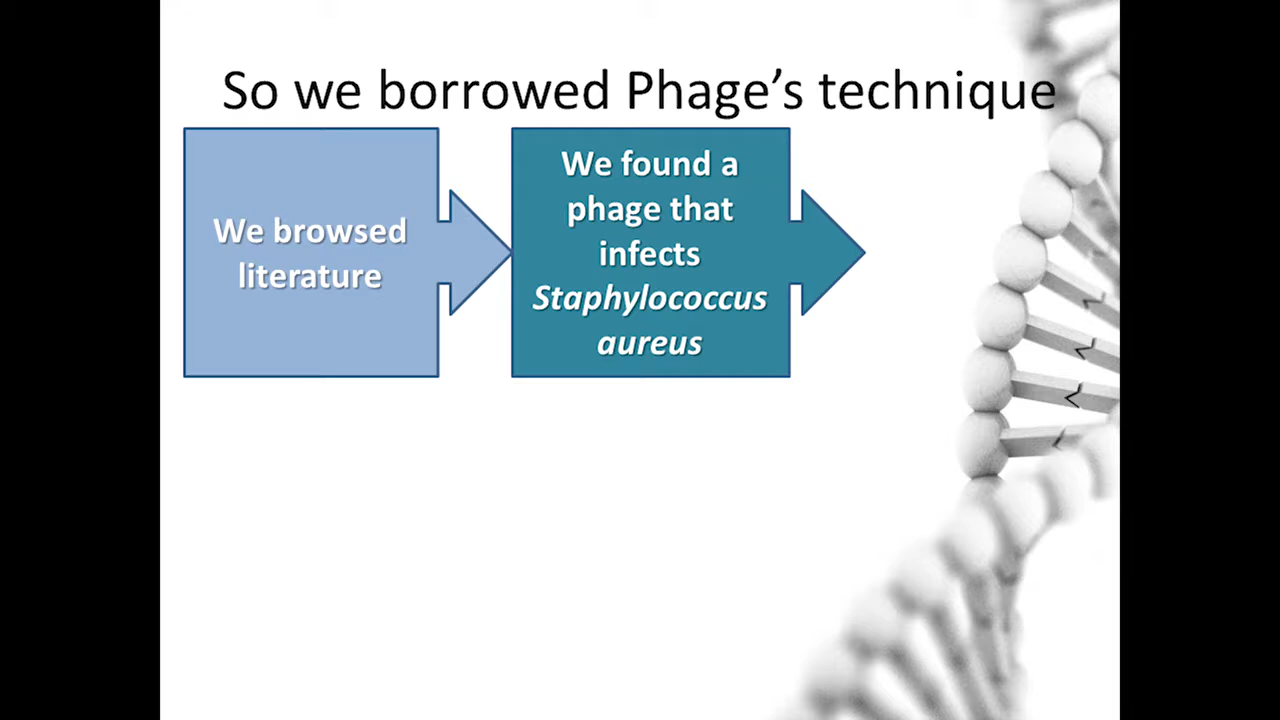 So we borrowed Phage’s technique
We browsed
literature
We found a
phage that
infects
Staphylococcus
aureus